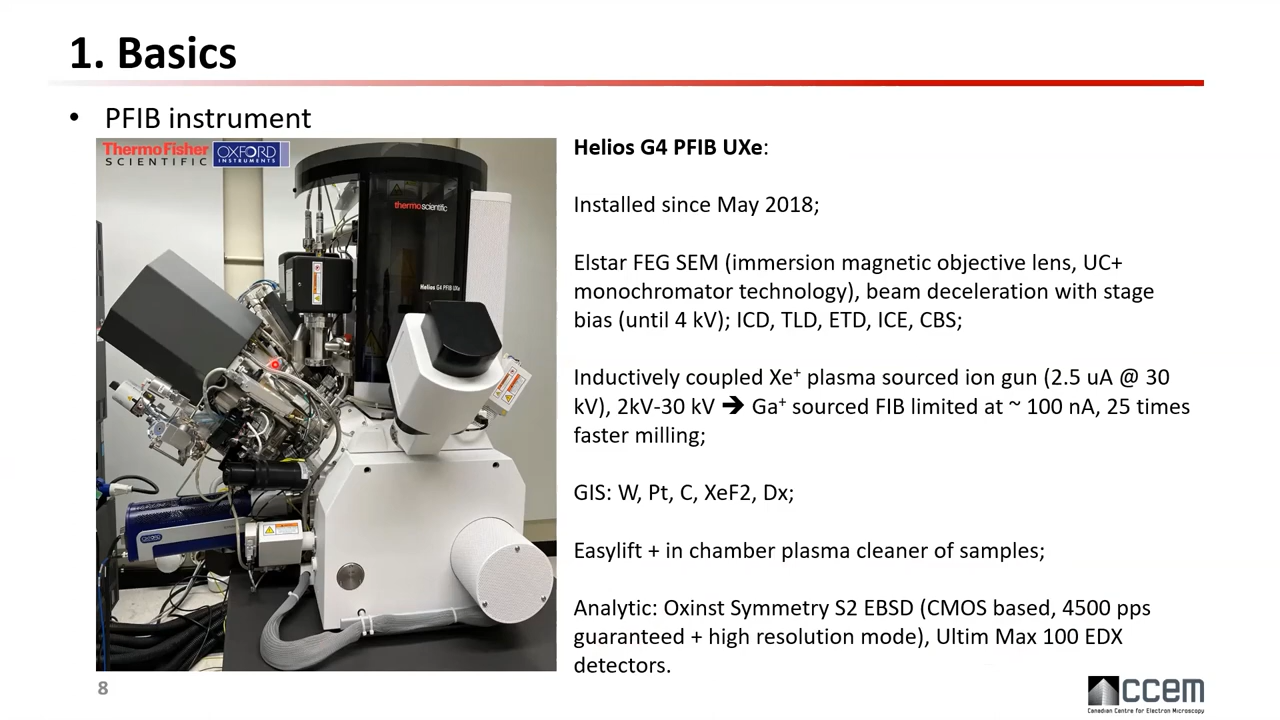 1. Basics
• PFIB instrument
ThermoFisher
SCIENTIFIC
OXFORD
INSTRUMENTS
thermoscientific
Helios G4 PFIB UXe
Helios G4 PFIB UXe:
Installed since May 2018;
Elstar FEG SEM (immersion magnetic objective lens, UC+
monochromator technology), beam deceleration with stage
bias (until 4 kV); ICD, TLD, ETD, ICE, CBS;
Inductively coupled Xe⁺ plasma sourced ion gun (2.5 uA @ 30
kV), 2kV-30 kV ➔ Ga⁺ sourced FIB limited at ~ 100 nA, 25 times
faster milling;
GIS: W, Pt, C, XeF2, Dx;
Easylift + in chamber plasma cleaner of samples;
Analytic: Oxinst Symmetry S2 EBSD (CMOS based, 4500 pps
guaranteed + high resolution mode), Ultim Max 100 EDX
detectors.
8
ccem
Canadian Centre for Electron Microscopy